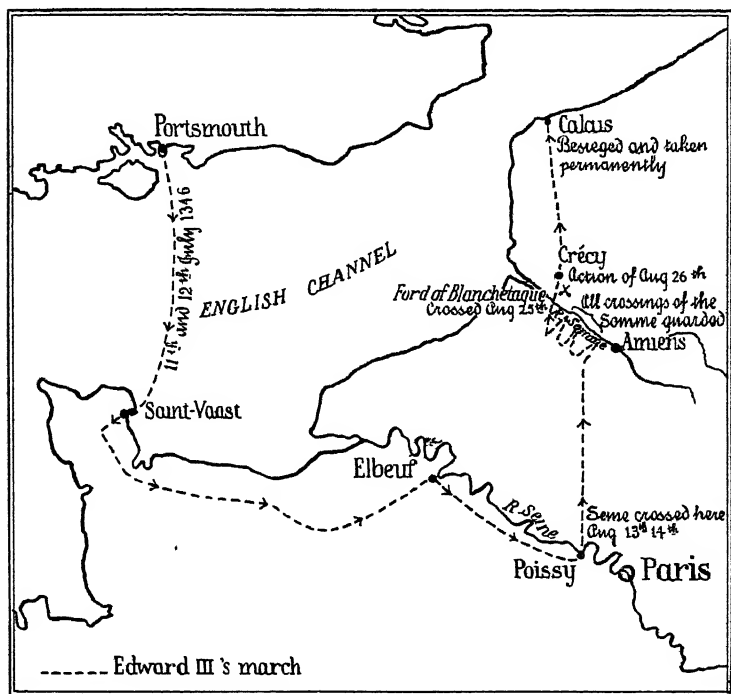 Portsmouth
11th and 12th July 1346
ENGLISH CHANNEL
Calais
Besieged and taken
permanently
Crécy
Action of Aug 26th
Ford of Blanchetaque
Crossed Aug 25th
All crossings of the
Somme guarded
R. Somme
Amiens
Saint-Vaast
Elbeuf
R. Seine
Seine crossed here
Aug 13th 14th
Poissy
Paris
Edward III's march